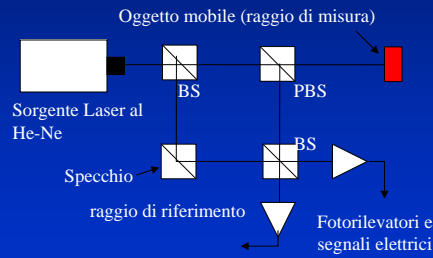 Oggetto mobile (raggio di misura)
BS
PBS
Sorgente Laser al
He-Ne
BS
Specchio
raggio di riferimento
Fotorilevatori e
segnali elettrici